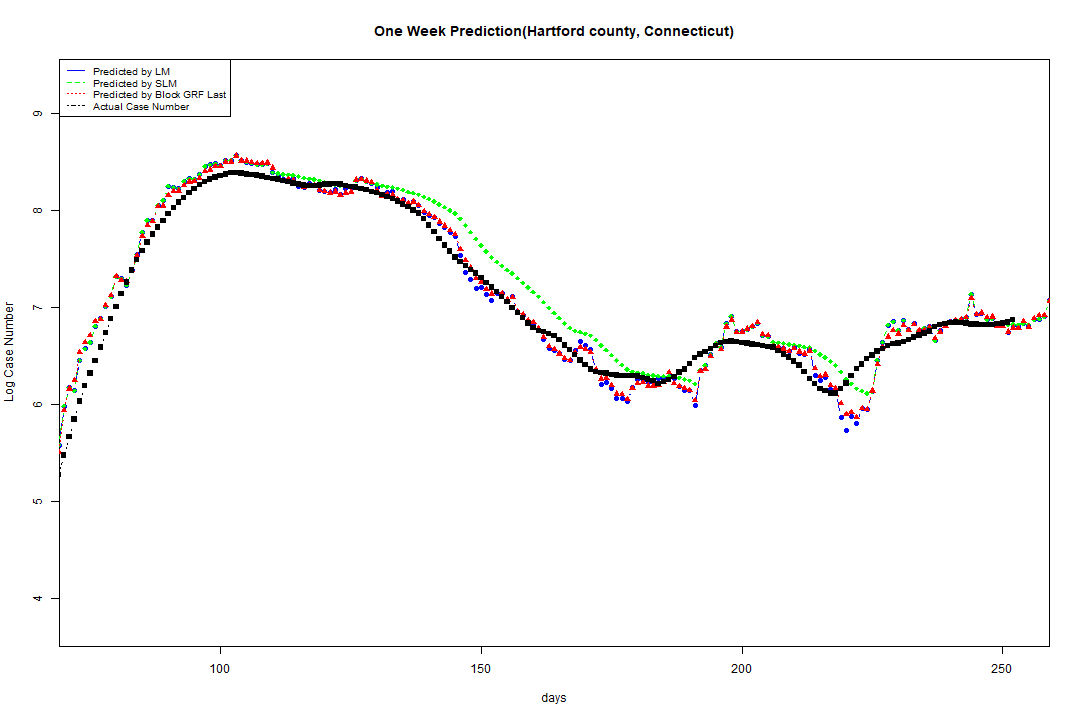 One Week Prediction(Hartford county, Connecticut)
Predicted by LM
Predicted by SLM
Predicted by Block GRF Last
Actual Case Number
9
8
7
6
5
4
Log Case Number
100 150 200 250
days